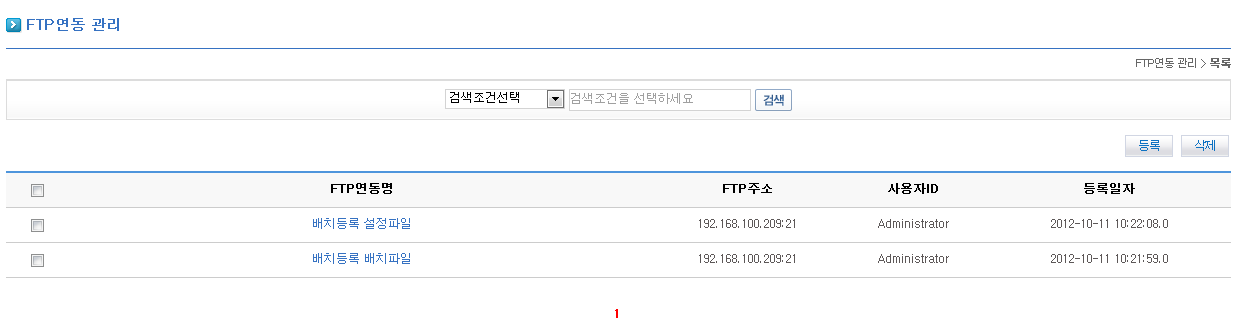 FTP연동 관리
FTP연동 관리 > 목록
검색조건선택 검색조건을 선택하세요 검색
등록 삭제
FTP연동명 FTP주소 사용자ID 등록일자
배치등록 설정파일 192.168.100.209:21 Administrator 2012-10-11 10:22:08.0
배치등록 배치파일 192.168.100.209:21 Administrator 2012-10-11 10:21:59.0
1